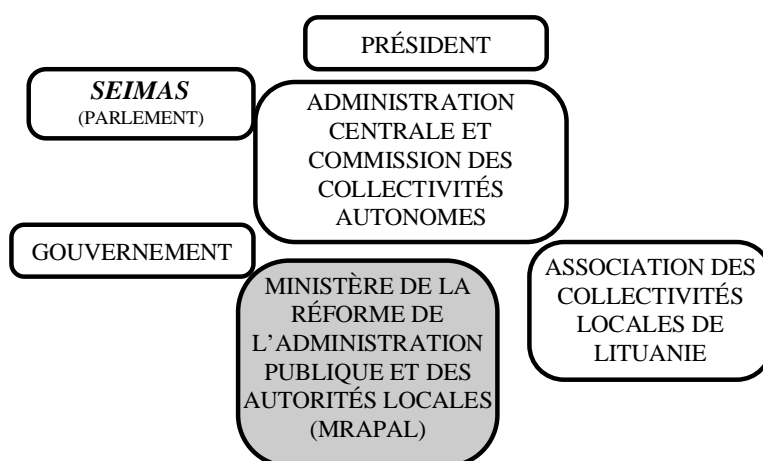 PRÉSIDENT
SEIMAS
(PARLEMENT)
ADMINISTRATION
CENTRALE ET
COMMISSION DES
COLLECTIVITÉS
AUTONOMES
GOUVERNEMENT
MINISTÈRE DE LA
RÉFORME DE
L’ADMINISTRATION
PUBLIQUE ET DES
AUTORITÉS LOCALES
(MRAPAL)
ASSOCIATION DES
COLLECTIVITÉS
LOCALES DE
LITUANIE